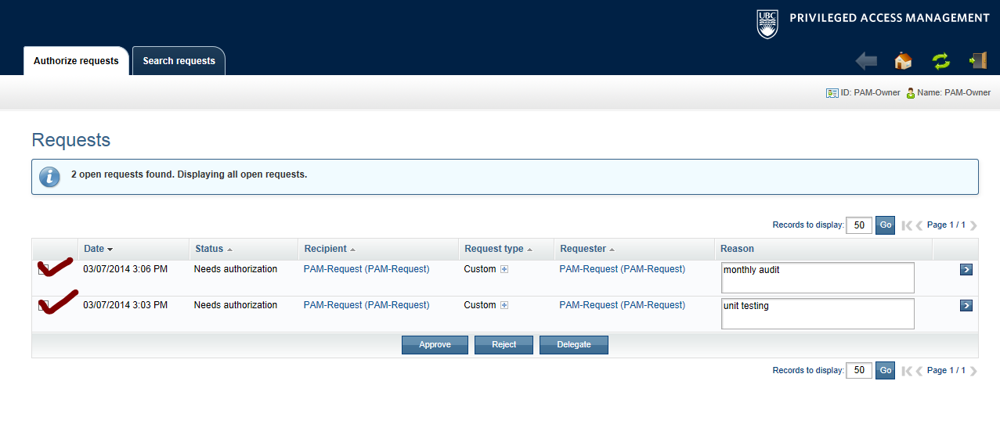 UBC PRIVILEGED ACCESS MANAGEMENT
Authorize requests Search requests
ID: PAM-Owner Name: PAM-Owner
Requests
2 open requests found. Displaying all open requests.
Records to display: 50 Go Page 1 / 1
Date Status Recipient Request type Requester Reason
03/07/2014 3:06 PM Needs authorization PAM-Request (PAM-Request) Custom PAM-Request (PAM-Request) monthly audit
03/07/2014 3:03 PM Needs authorization PAM-Request (PAM-Request) Custom PAM-Request (PAM-Request) unit testing
Approve Reject Delegate
Records to display: 50 Go Page 1 / 1